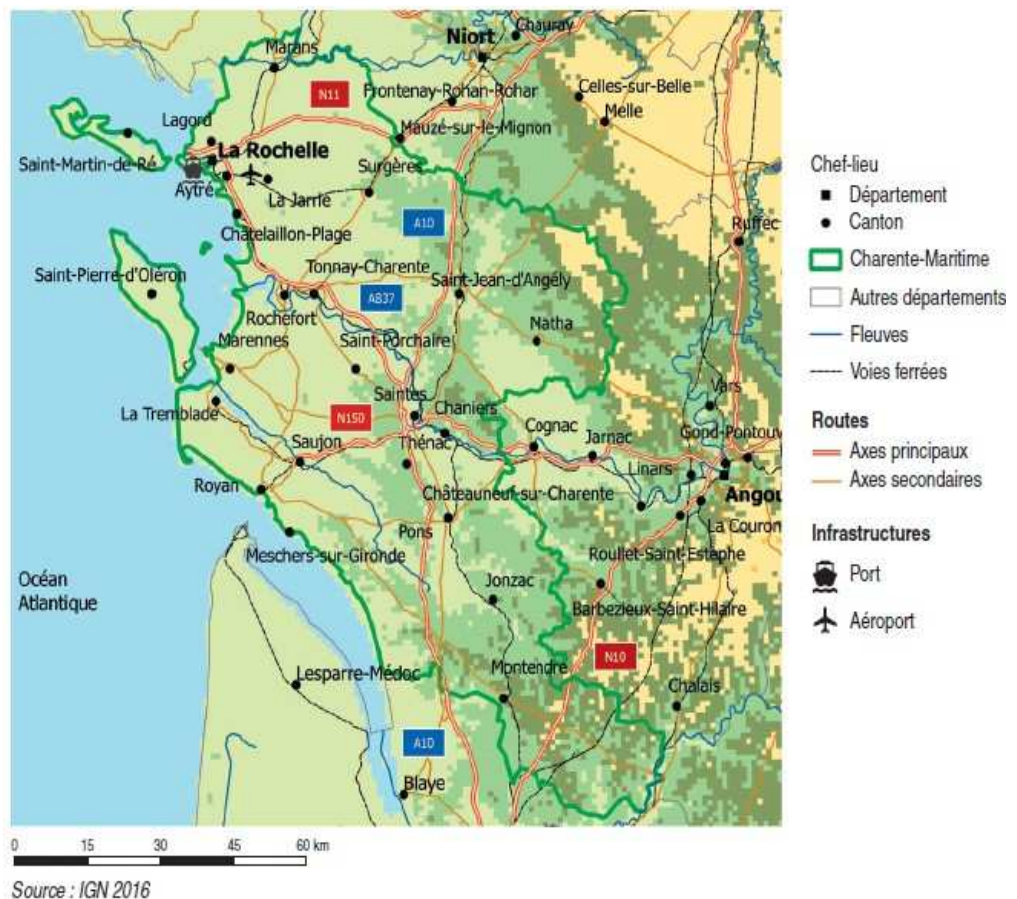 Chauray
Niort
Marans
Celles-sur-Belle
N11
Frontenay-Rohan-Rohar
Melle
Lagord
Mauzé-sur-le-Mignon
La Rochelle
Saint-Martin-de-Ré
Surgères
Aytré
La Jarrie
A10
Ruffec
Châtelaillon-Plage
Saint-Pierre-d'Oléron
Tonnay-Charente
Saint-Jean-d'Angély
A837
Rochefort
Natha
Marennes
Saint-Porchaire
Vars
Saintes
La Tremblade
N150
Chaniers
Cognac
Gond-Pontouv
Saujon
Thénac
Jarnac
Linars
Royan
Châteauneuf-sur-Charente
Angou
La Couron
Pons
Meschers-sur-Gironde
Roullet-Saint-Estèphe
Océan
Atlantique
Jonzac
Barbezieux-Saint-Hilaire
N10
Lesparre-Médoc
Montendre
Chalais
A10
Blaye
0 15 30 45 60 km
Source : IGN 2016
Chef-lieu
Département
Canton
Charente-Maritime
Autres départements
Fleuves
Voies ferrées
Routes
Axes principaux
Axes secondaires
Infrastructures
Port
Aéroport